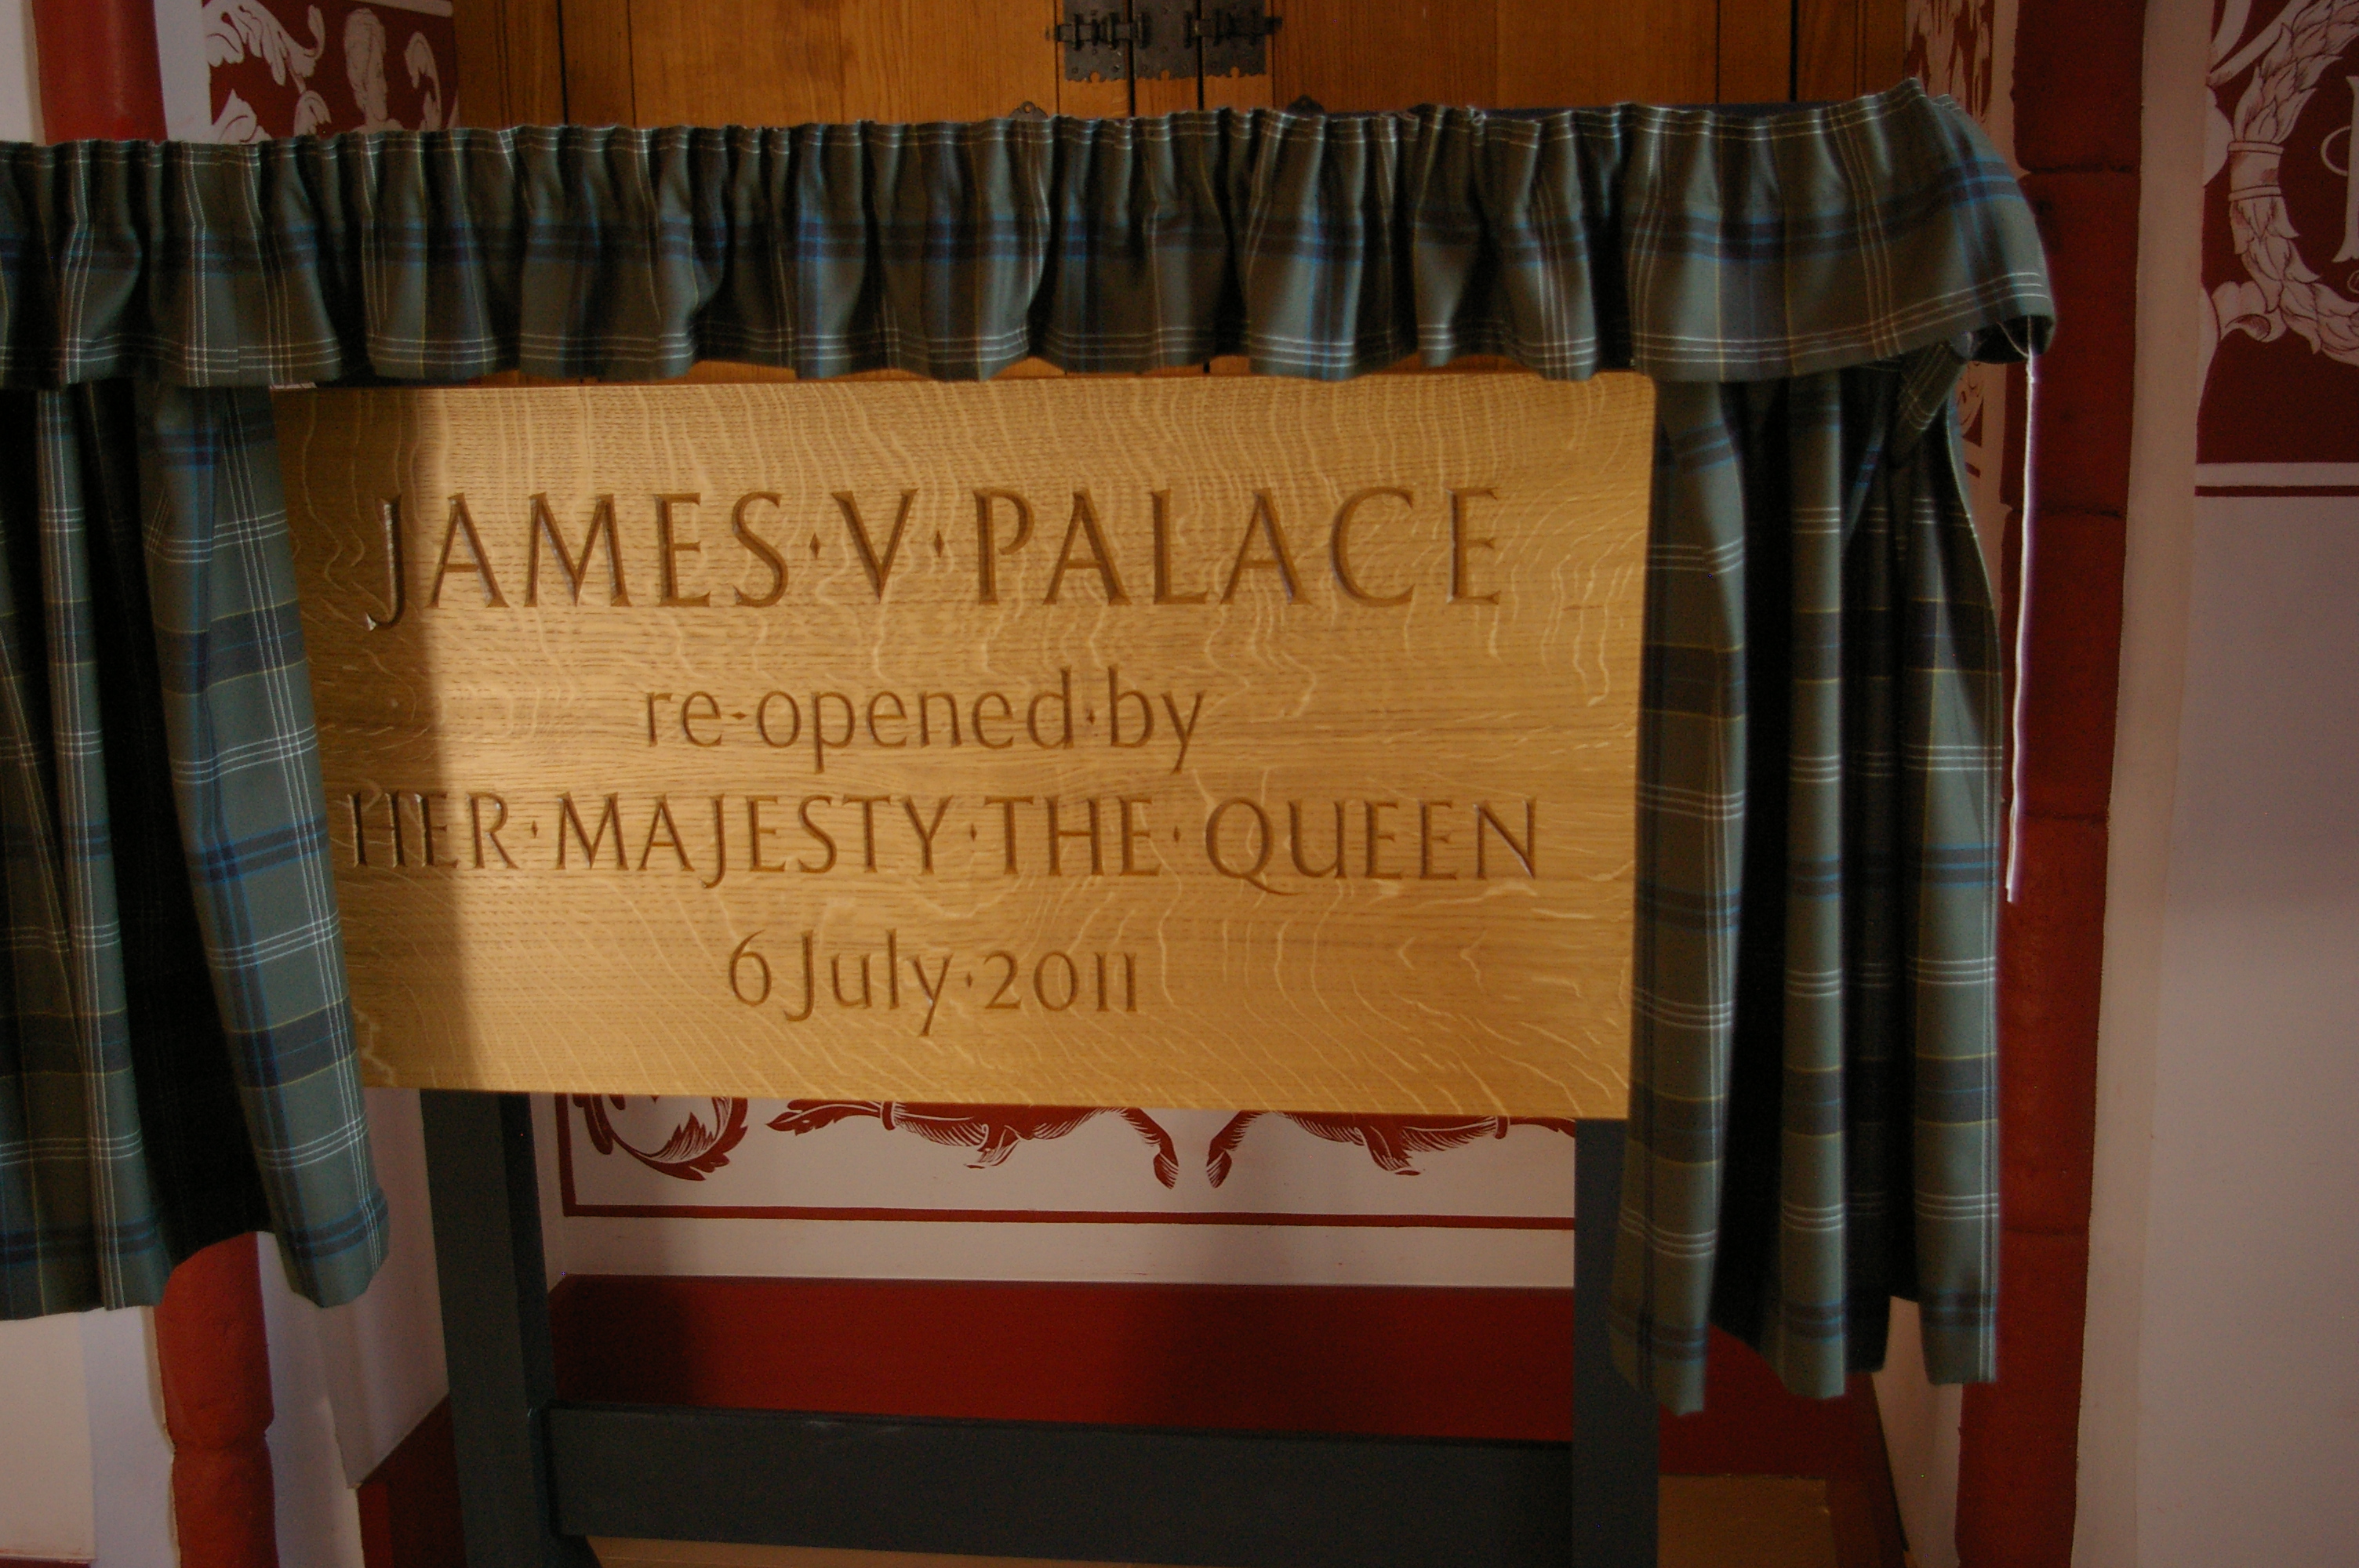 JAMES·V·PALACE
re·opened·by
HER·MAJESTY·THE·QUEEN
6 July·2011